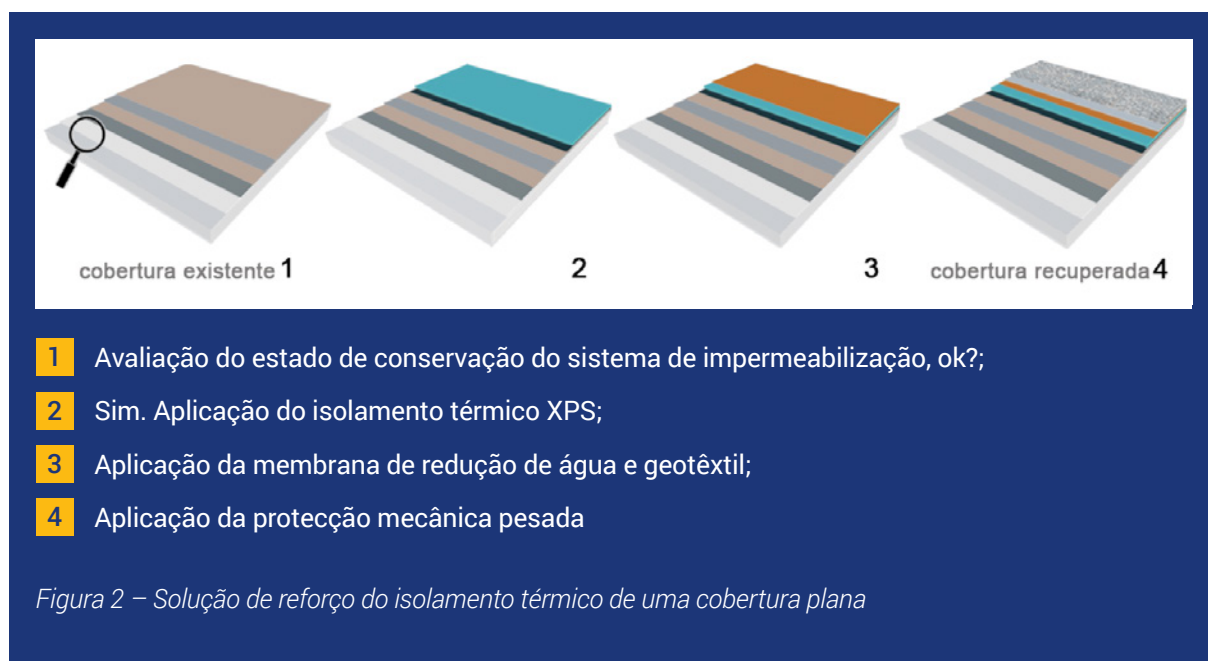 cobertura existente 1
2
3
cobertura recuperada 4
1 Avaliação do estado de conservação do sistema de impermeabilização, ok?;
2 Sim. Aplicação do isolamento térmico XPS;
3 Aplicação da membrana de redução de água e geotêxtil;
4 Aplicação da protecção mecânica pesada
Figura 2 – Solução de reforço do isolamento térmico de uma cobertura plana